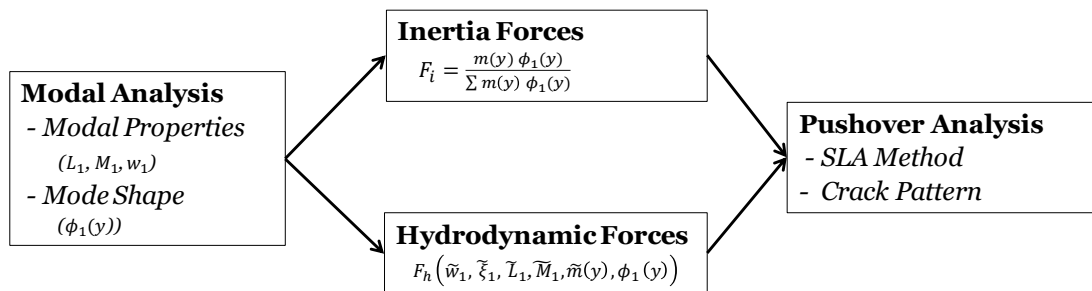 Modal Analysis
- Modal Properties
(L₁, M₁, w₁)
- Mode Shape
(ϕ₁(y))
Inertia Forces
Fᵢ = m(y) ϕ₁(y) / ∑ m(y) ϕ₁(y)
Hydrodynamic Forces
Fₕ(w̃₁, ξ̃₁, L̃₁, M̃₁, m̃(y), ϕ₁(y))
Pushover Analysis
- SLA Method
- Crack Pattern